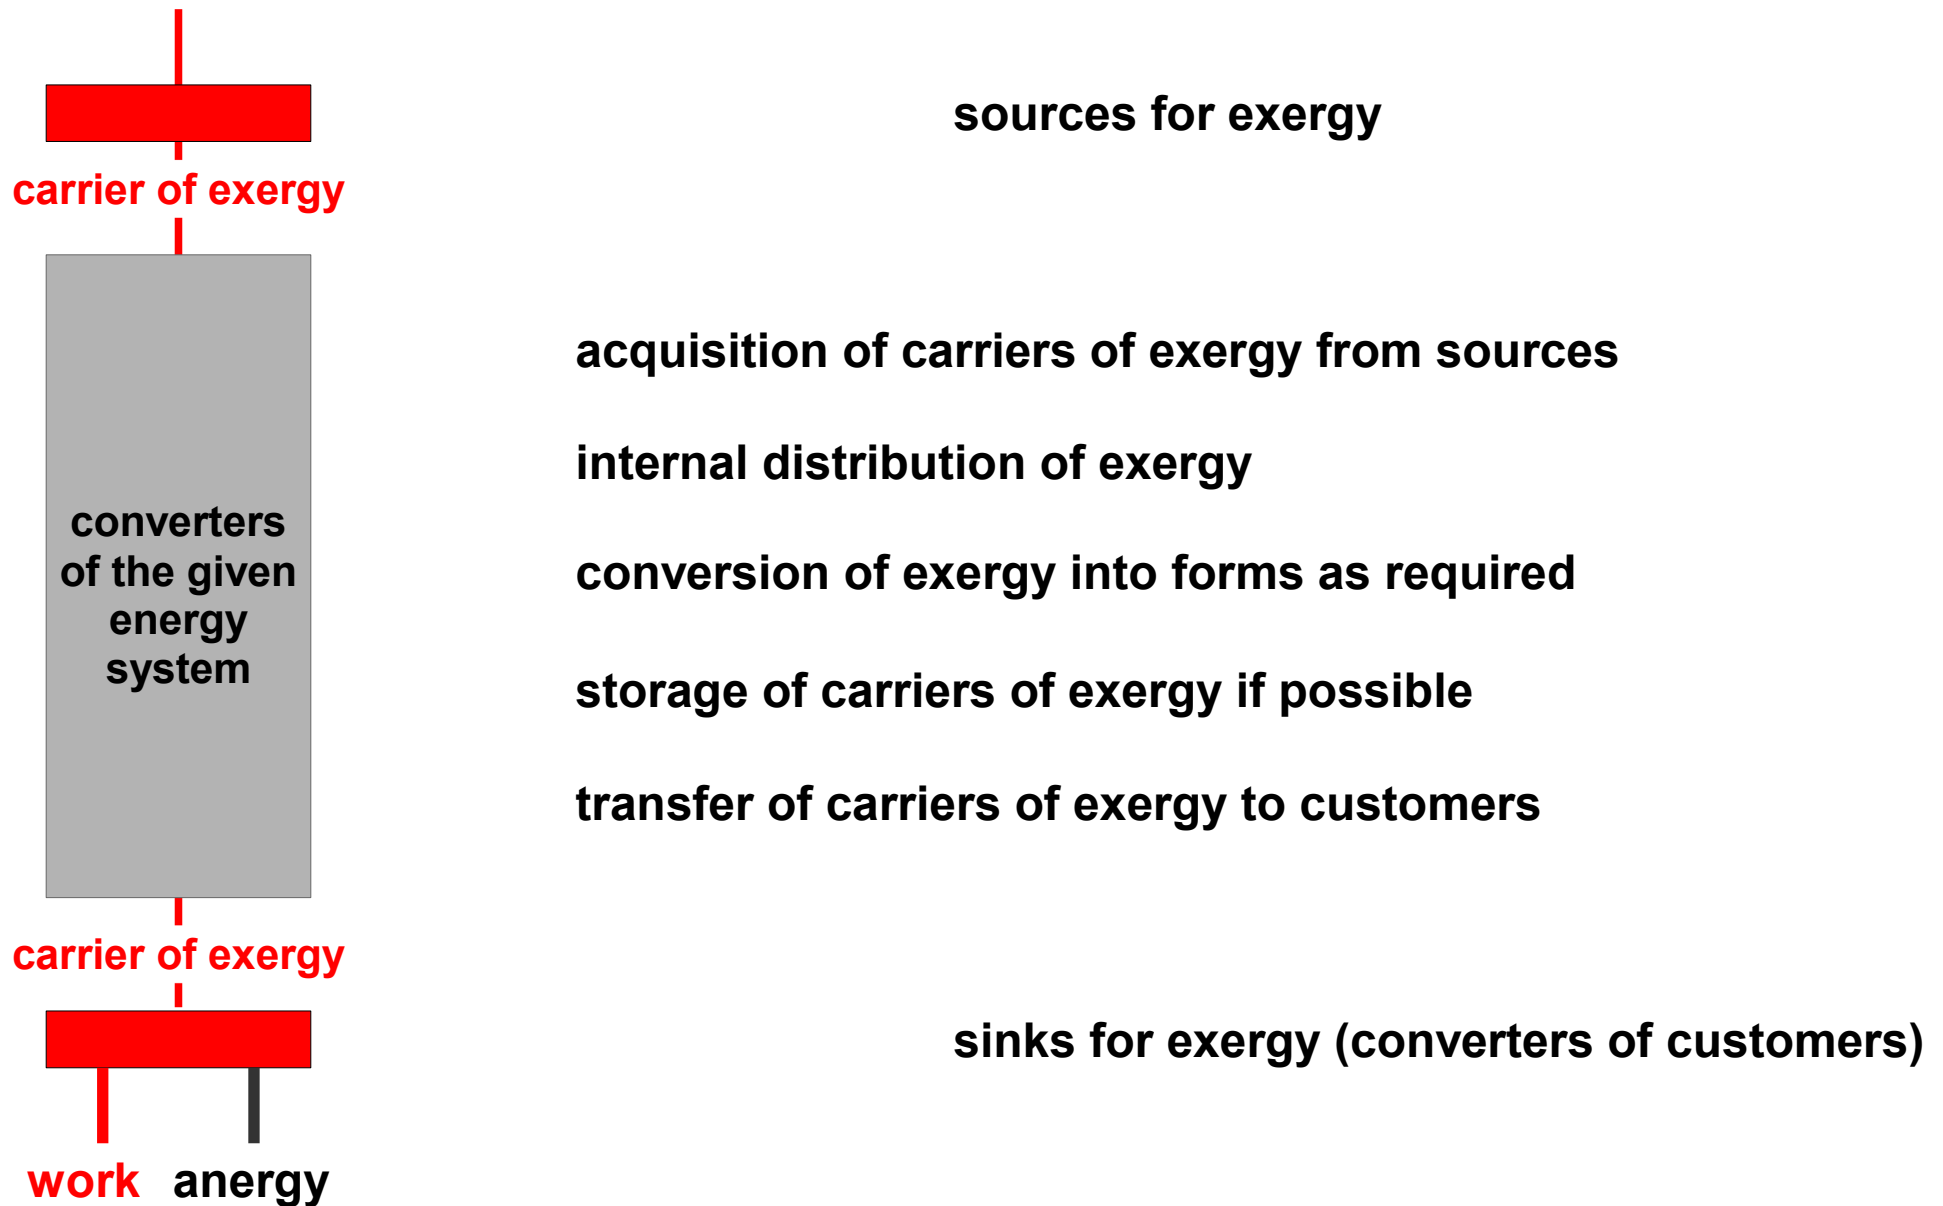 sources for exergy
carrier of exergy
acquisition of carriers of exergy from sources
internal distribution of exergy
converters
of the given
energy
system
conversion of exergy into forms as required
storage of carriers of exergy if possible
transfer of carriers of exergy to customers
carrier of exergy
sinks for exergy (converters of customers)
work anergy